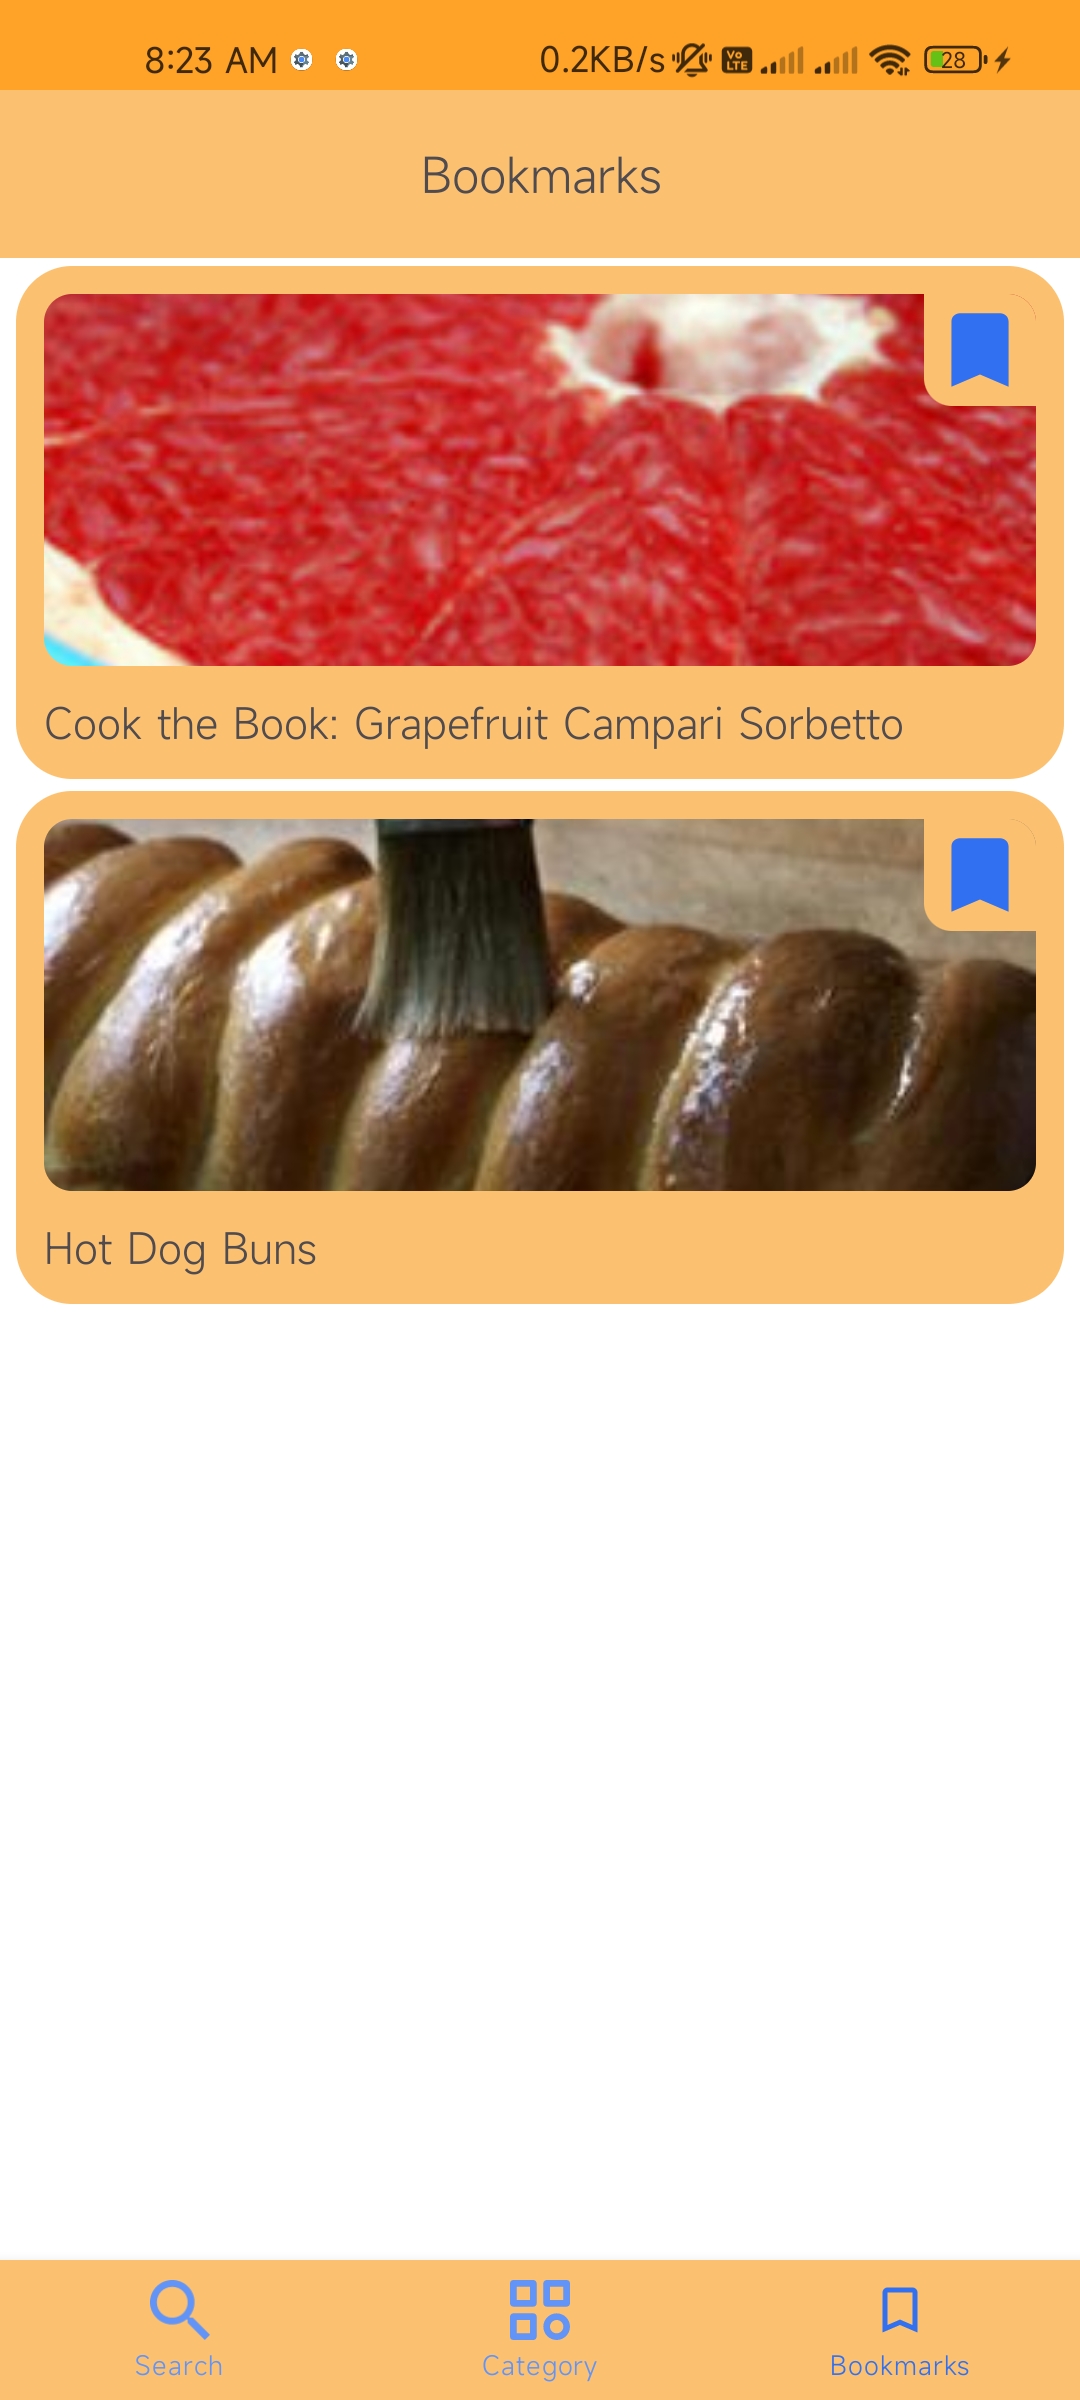 8:23 AM 0.2KB/s Vo LTE 28
Bookmarks
Cook the Book: Grapefruit Campari Sorbetto
Hot Dog Buns
Search Category Bookmarks